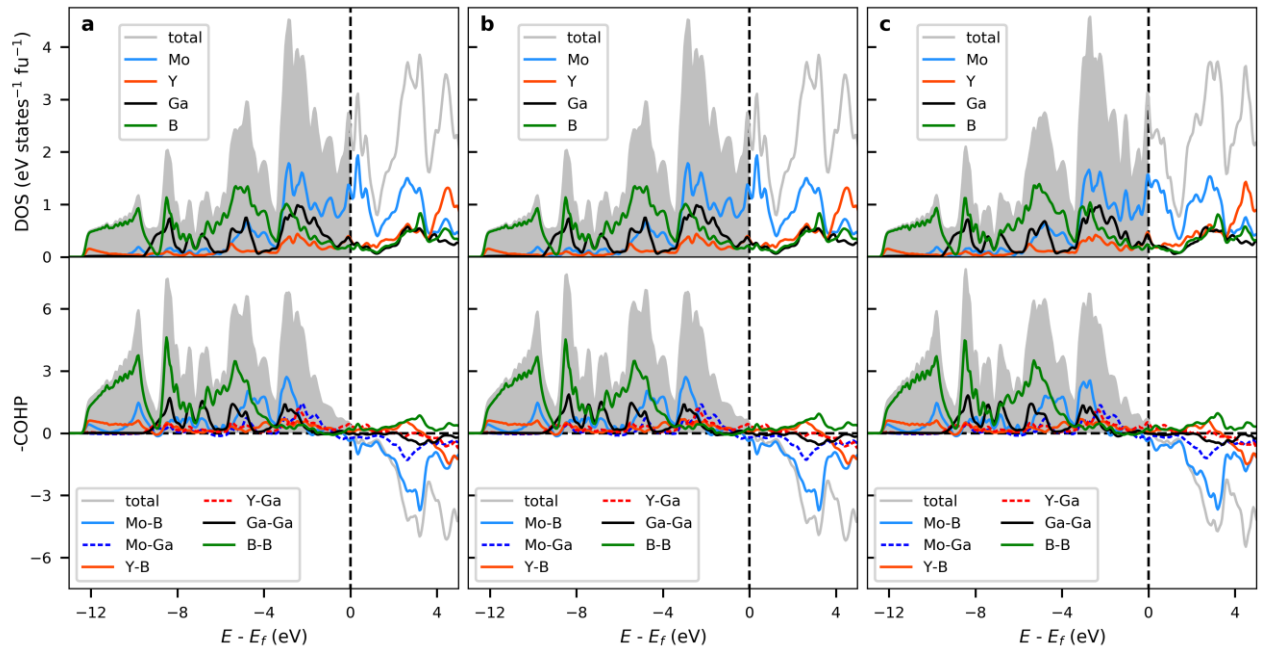 a
total
Mo
Y
Ga
B
b
total
Mo
Y
Ga
B
c
total
Mo
Y
Ga
B
DOS (eV states⁻¹ fu⁻¹)
4
3
2
1
0
-COHP
6
3
0
−3
−6
total
Mo-B
Mo-Ga
Y-B
Y-Ga
Ga-Ga
B-B
total
Mo-B
Mo-Ga
Y-B
Y-Ga
Ga-Ga
B-B
total
Mo-B
Mo-Ga
Y-B
Y-Ga
Ga-Ga
B-B
−12 −8 −4 0 4
−12 −8 −4 0 4
−12 −8 −4 0 4
E - E_f (eV)
E - E_f (eV)
E - E_f (eV)